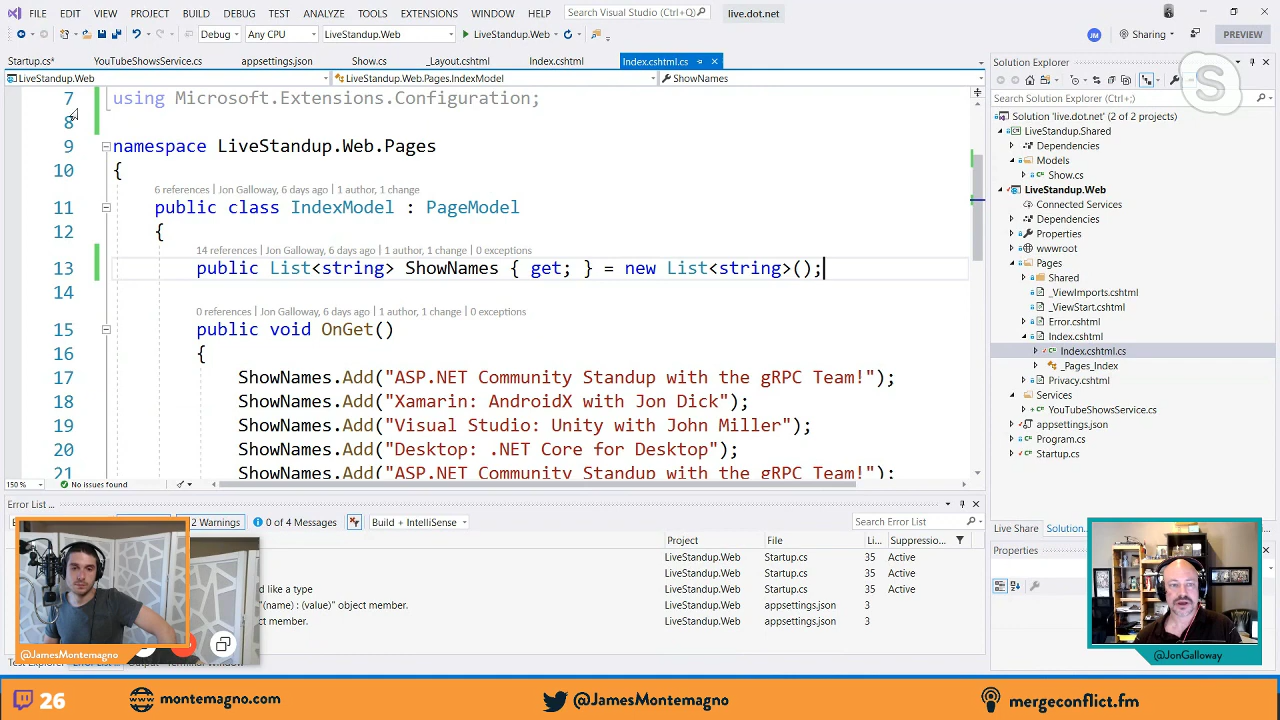 FILE EDIT VIEW PROJECT BUILD DEBUG TEST ANALYZE TOOLS EXTENSIONS WINDOW HELP Search Visual Studio (Ctrl+Q) live.dot.net
Debug Any CPU LiveStandup.Web LiveStandup.Web JM Sharing PREVIEW
Startup.cs* YouTubeShowsService.cs appsettings.json Show.cs _Layout.cshtml Index.cshtml Index.cshtml.cs
LiveStandup.Web LiveStandup.Web.Pages.IndexModel ShowNames
7 using Microsoft.Extensions.Configuration;
8
9 namespace LiveStandup.Web.Pages
10 {
6 references | Jon Galloway, 6 days ago | 1 author, 1 change
11 public class IndexModel : PageModel
12 {
14 references | Jon Galloway, 6 days ago | 1 author, 1 change | 0 exceptions
13 public List<string> ShowNames { get; } = new List<string>();
14
0 references | Jon Galloway, 6 days ago | 1 author, 1 change | 0 exceptions
15 public void OnGet()
16 {
17 ShowNames.Add("ASP.NET Community Standup with the gRPC Team!");
18 ShowNames.Add("Xamarin: AndroidX with Jon Dick");
19 ShowNames.Add("Visual Studio: Unity with John Miller");
20 ShowNames.Add("Desktop: .NET Core for Desktop");
21 ShowNames.Add("ASP.NET Community Standup with the gRPC Team!");
150 % No issues found
Solution Explorer
Search Solution Explorer (Ctrl+;)
Solution 'live.dot.net' (2 of 2 projects)
LiveStandup.Shared
Dependencies
Models
Show.cs
LiveStandup.Web
Connected Services
Dependencies
Properties
wwwroot
Pages
Shared
_ViewImports.cshtml
_ViewStart.cshtml
Error.cshtml
Index.cshtml
Index.cshtml.cs
_Pages_Index
Privacy.cshtml
Services
YouTubeShowsService.cs
appsettings.json
Program.cs
Startup.cs
Live Share Solution...
Properties
Error List ...
2 Warnings 0 of 4 Messages Build + IntelliSense Search Error List
Project File Li... Suppressio...
LiveStandup.Web Startup.cs 35 Active
LiveStandup.Web Startup.cs 35 Active
d like a type LiveStandup.Web Startup.cs 35 Active
"(name) : (value)" object member. LiveStandup.Web appsettings.json 3
ct member. LiveStandup.Web appsettings.json 3
@JamesMontemagno
@JonGalloway
26 montemagno.com @JamesMontemagno mergeconflict.fm